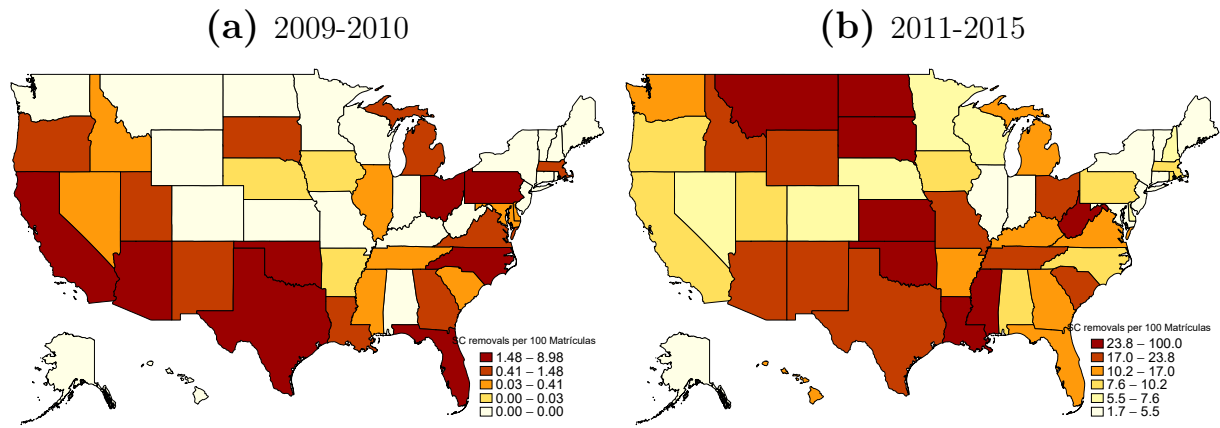 (a) 2009-2010
(b) 2011-2015
SC removals per 100 Matrículas
1.48 – 8.98
0.41 – 1.48
0.03 – 0.41
0.00 – 0.03
0.00 – 0.00
SC removals per 100 Matrículas
23.8 – 100.0
17.0 – 23.8
10.2 – 17.0
7.6 – 10.2
5.5 – 7.6
1.7 – 5.5